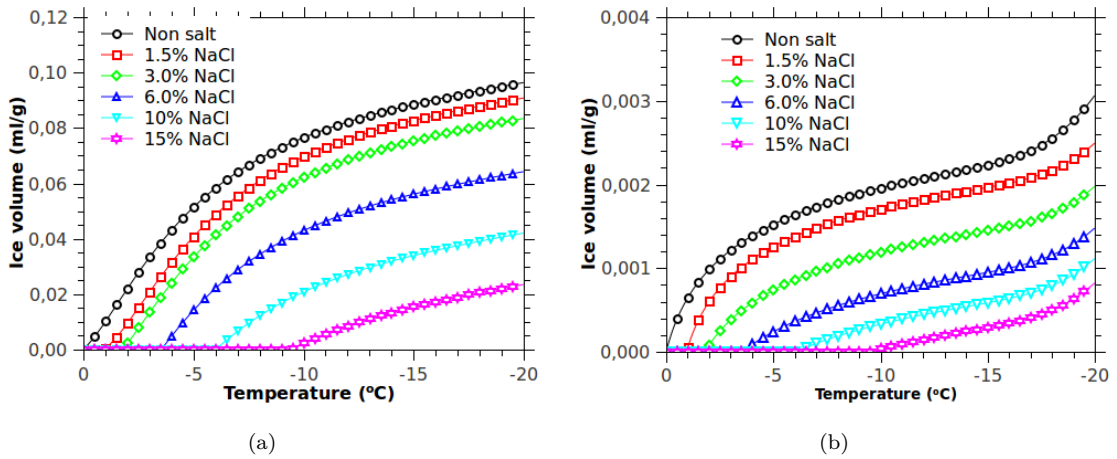 0,12
0,10
0,08
0,06
0,04
0,02
0,00
Ice volume (ml/g)
Non salt
1.5% NaCl
3.0% NaCl
6.0% NaCl
10% NaCl
15% NaCl
0 -5 -10 -15 -20
Temperature (ºC)
(a)
0,004
0,003
0,002
0,001
0,000
Ice volume (ml/g)
Non salt
1.5% NaCl
3.0% NaCl
6.0% NaCl
10% NaCl
15% NaCl
0 -5 -10 -15 -20
Temperature (ºC)
(b)